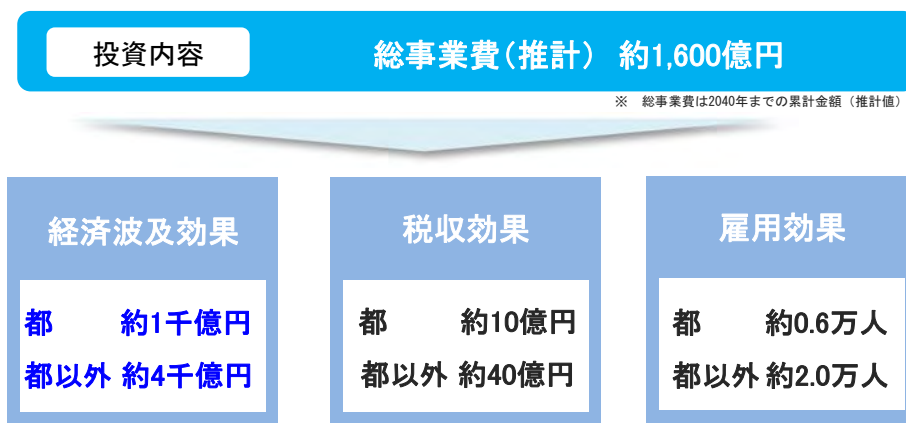 投資内容
総事業費（推計） 約1,600億円
※ 総事業費は2040年までの累計金額（推計値）
経済波及効果
都 約1千億円
都以外 約4千億円
税収効果
都 約10億円
都以外 約40億円
雇用効果
都 約0.6万人
都以外 約2.0万人